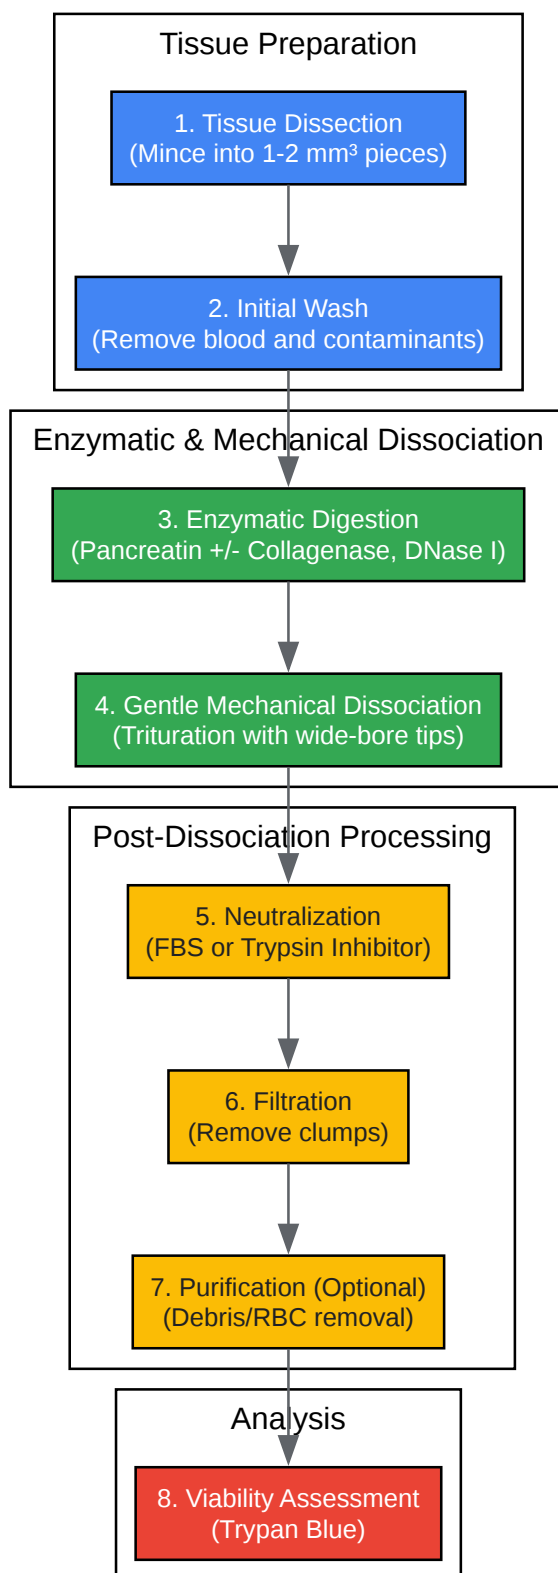 Tissue Preparation
1. Tissue Dissection
(Mince into 1-2 mm³ pieces)
2. Initial Wash
(Remove blood and contaminants)
Enzymatic & Mechanical Dissociation
3. Enzymatic Digestion
(Pancreatin +/- Collagenase, DNase I)
4. Gentle Mechanical Dissociation
(Trituration with wide-bore tips)
Post-Dissociation Processing
5. Neutralization
(FBS or Trypsin Inhibitor)
6. Filtration
(Remove clumps)
7. Purification (Optional)
(Debris/RBC removal)
Analysis
8. Viability Assessment
(Trypan Blue)